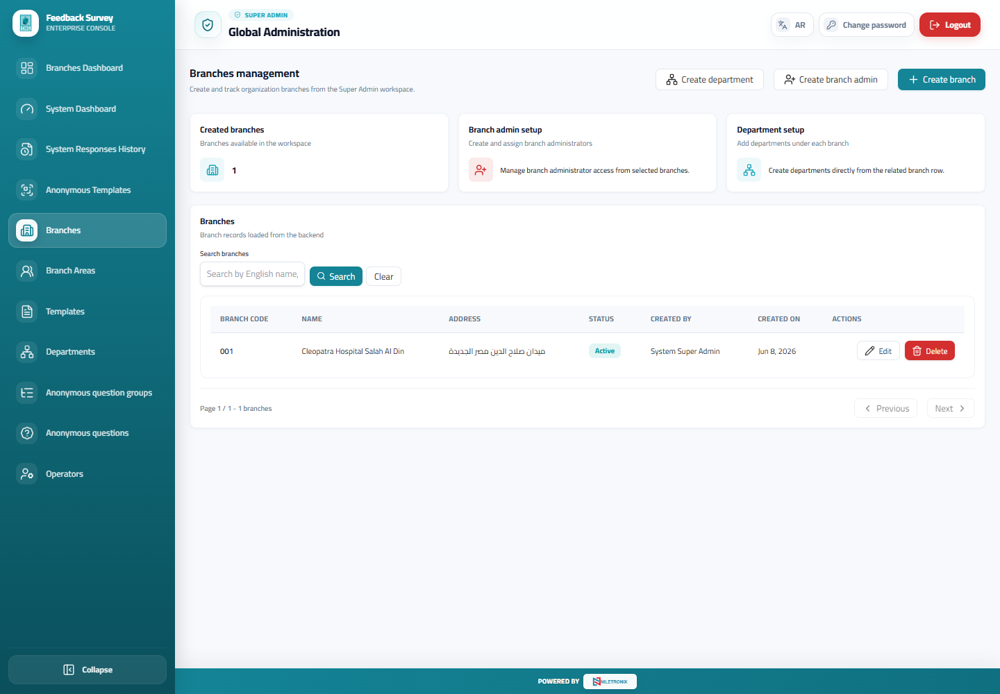 Feedback Survey
ENTERPRISE CONSOLE
Branches Dashboard
System Dashboard
System Responses History
Anonymous Templates
Branches
Branch Areas
Templates
Departments
Anonymous question groups
Anonymous questions
Operators
Collapse
SUPER ADMIN
Global Administration
AR
Change password
Logout
Branches management
Create and track organization branches from the Super Admin workspace.
Create department
Create branch admin
Create branch
Created branches
Branches available in the workspace
1
Branch admin setup
Create and assign branch administrators
Manage branch administrator access from selected branches.
Department setup
Add departments under each branch
Create departments directly from the related branch row.
Branches
Branch records loaded from the backend
Search branches
Search by English name,
Search
Clear
BRANCH CODE NAME ADDRESS STATUS CREATED BY CREATED ON ACTIONS
001 Cleopatra Hospital Salah Al Din ميدان صلاح الدين مصر الجديدة Active System Super Admin Jun 8, 2026 Edit Delete
Page 1 / 1 - 1 branches
Previous
Next
POWERED BY
NILETRONIX